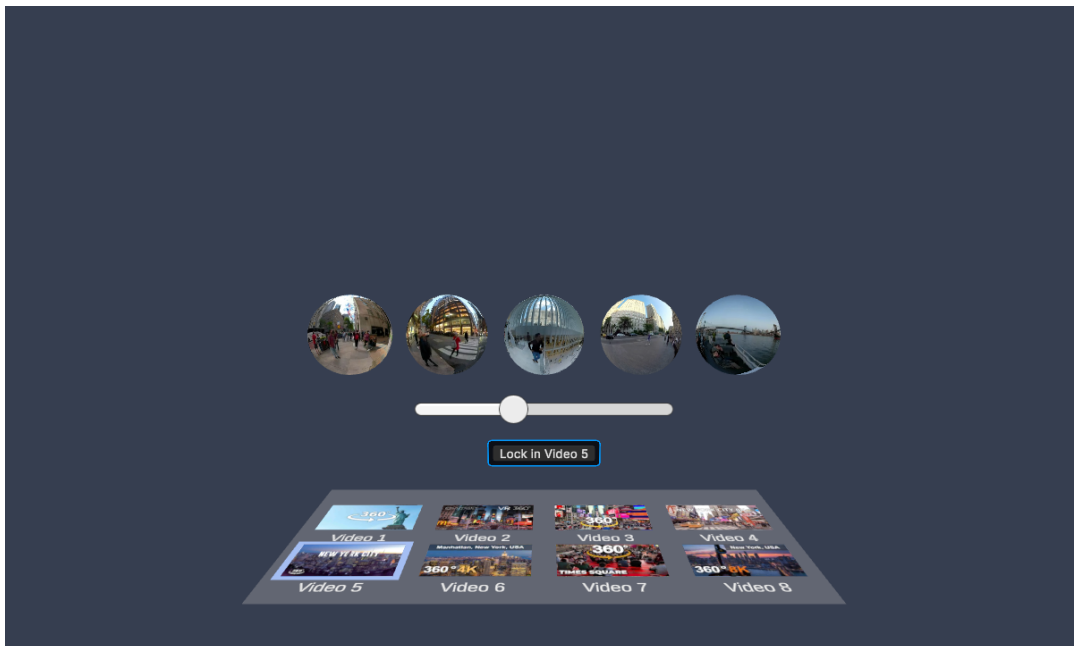 Lock in Video 5
360
VR 360°
360°
Video 1
Video 2
Video 3
Video 4
NEW YORK CITY
Manhattan, New York, USA
360°4K
360°
TIMES SQUARE
New York, USA
360°8K
Video 5
Video 6
Video 7
Video 8